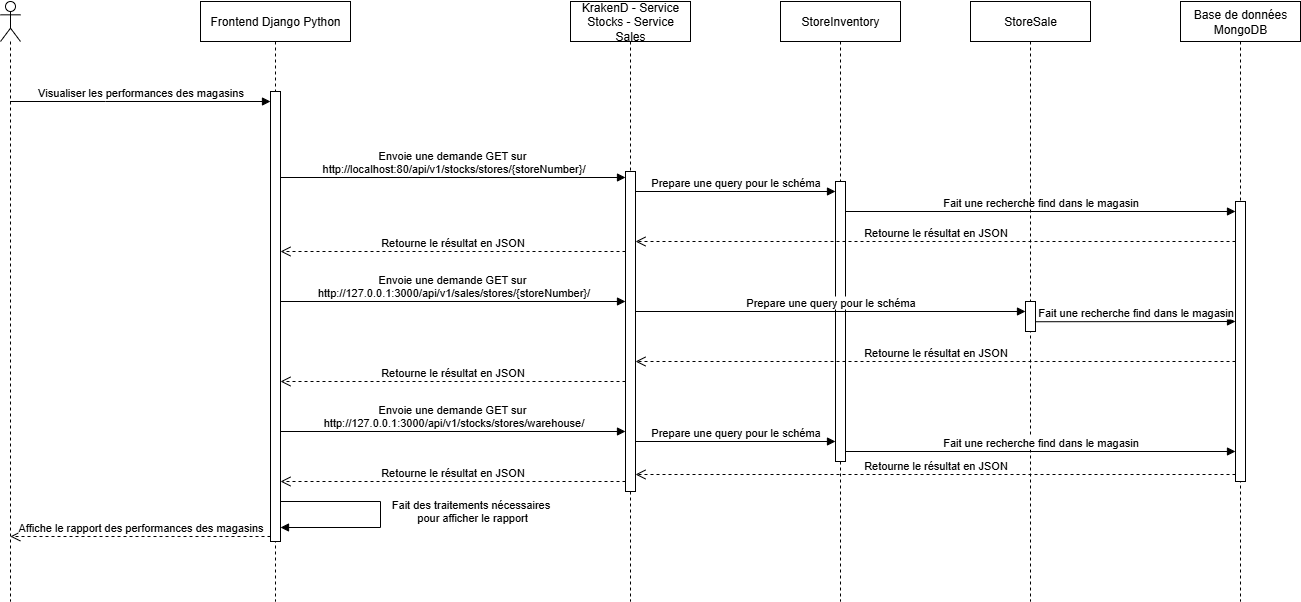 Frontend Django Python
KrakenD - Service
Stocks - Service
Sales
StoreInventory
StoreSale
Base de données
MongoDB
Visualiser les performances des magasins
Envoie une demande GET sur
http://localhost:80/api/v1/stocks/stores/{storeNumber}/
Prepare une query pour le schéma
Fait une recherche find dans le magasin
Retourne le résultat en JSON
Retourne le résultat en JSON
Envoie une demande GET sur
http://127.0.0.1:3000/api/v1/sales/stores/{storeNumber}/
Prepare une query pour le schéma
Fait une recherche find dans le magasin
Retourne le résultat en JSON
Retourne le résultat en JSON
Envoie une demande GET sur
http://127.0.0.1:3000/api/v1/stocks/stores/warehouse/
Prepare une query pour le schéma
Fait une recherche find dans le magasin
Retourne le résultat en JSON
Retourne le résultat en JSON
Fait des traitements nécessaires
pour afficher le rapport
Affiche le rapport des performances des magasins